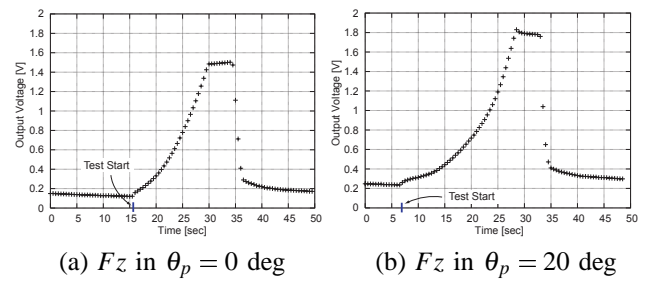 2
1.8
1.6
1.4
1.2
1
0.8
0.6
0.4
0.2
0
Output Voltage [V]
Test Start
0 5 10 15 20 25 30 35 40 45 50
Time [sec]
(a) Fz in θp = 0 deg
2
1.8
1.6
1.4
1.2
1
0.8
0.6
0.4
0.2
0
Output Voltage [V]
Test Start
0 5 10 15 20 25 30 35 40 45 50
Time [sec]
(b) Fz in θp = 20 deg